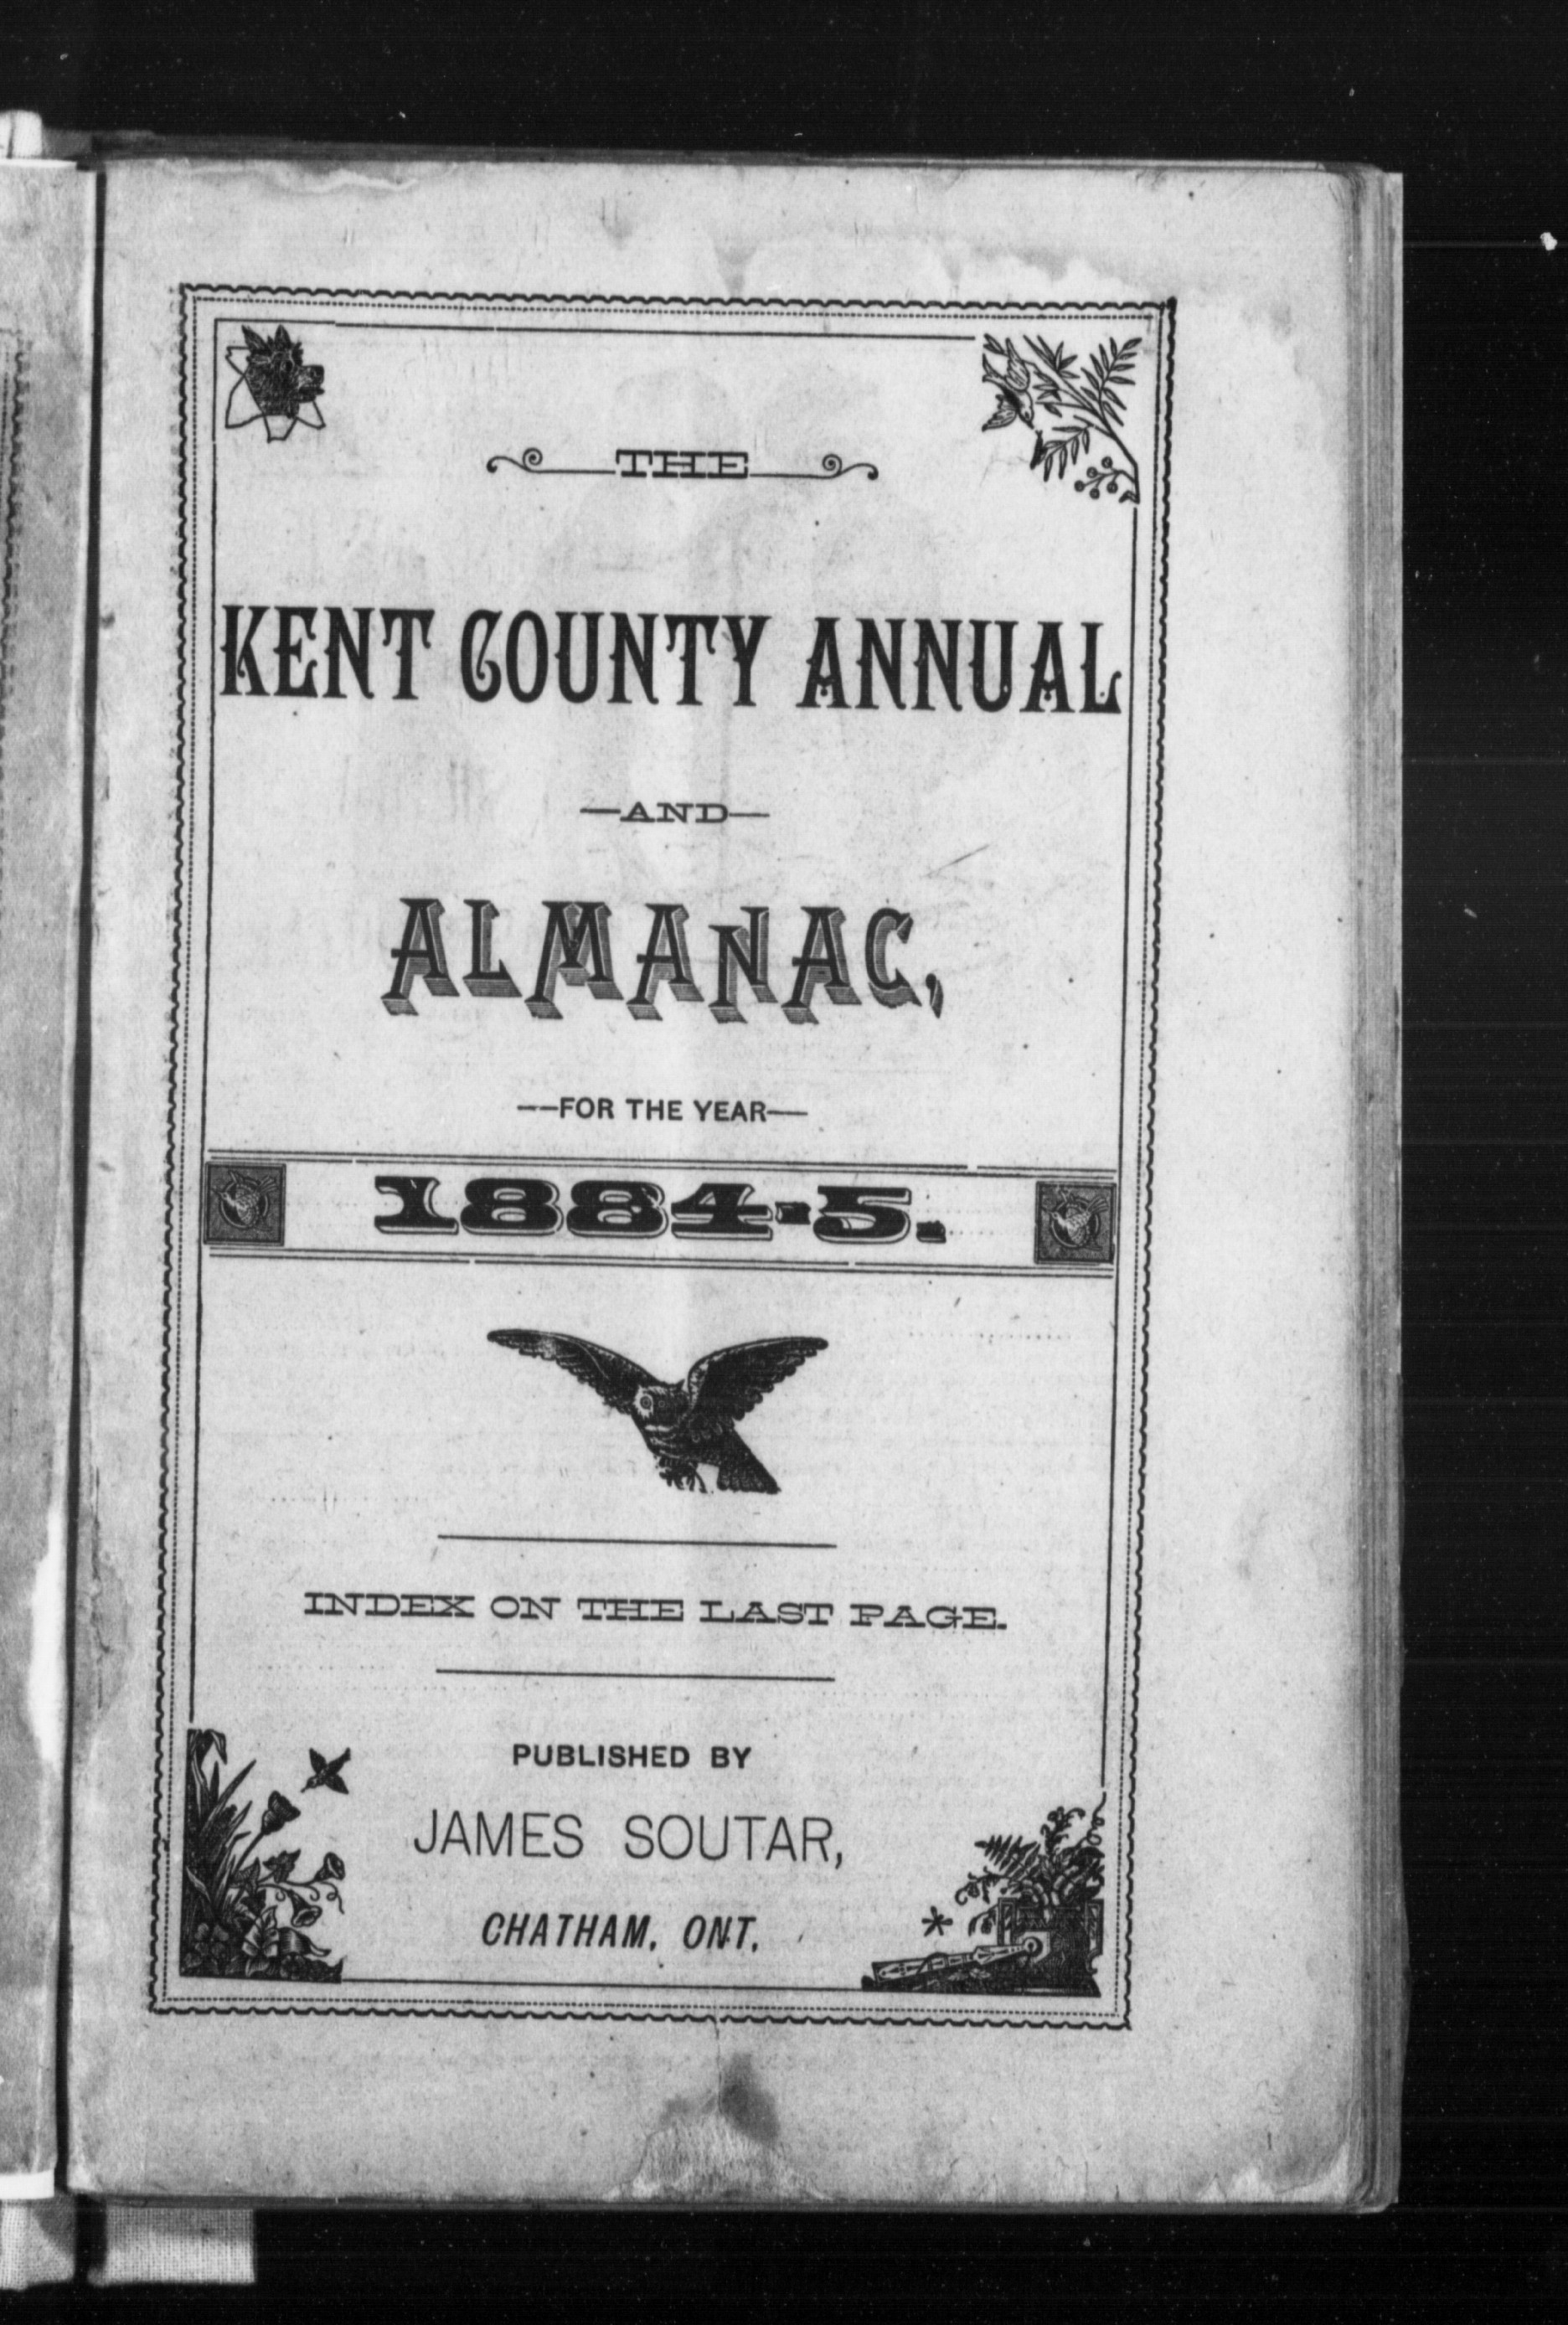 THE
KENT COUNTY ANNUAL
—AND—
ALMANAC,
——FOR THE YEAR——
1884-5.
INDEX ON THE LAST PAGE.
PUBLISHED BY
JAMES SOUTAR,
CHATHAM, ONT.